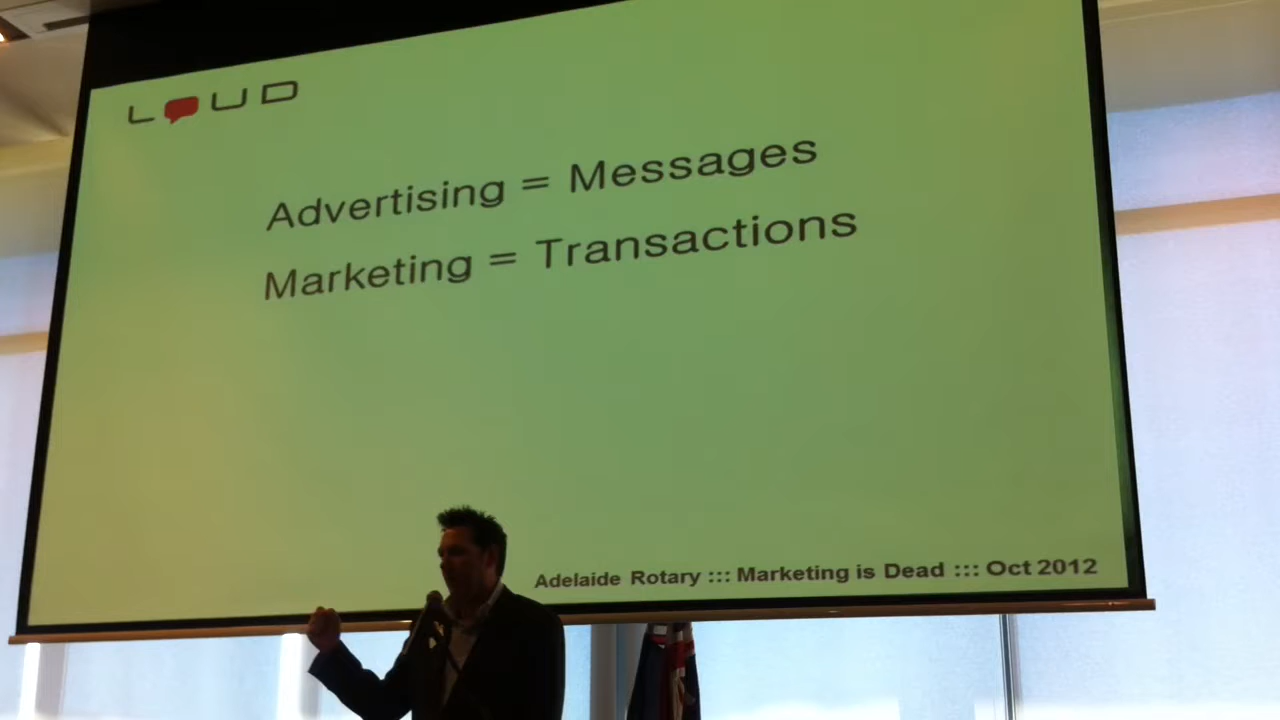 LOUD
Advertising = Messages
Marketing = Transactions
Adelaide Rotary ::: Marketing is Dead ::: Oct 2012